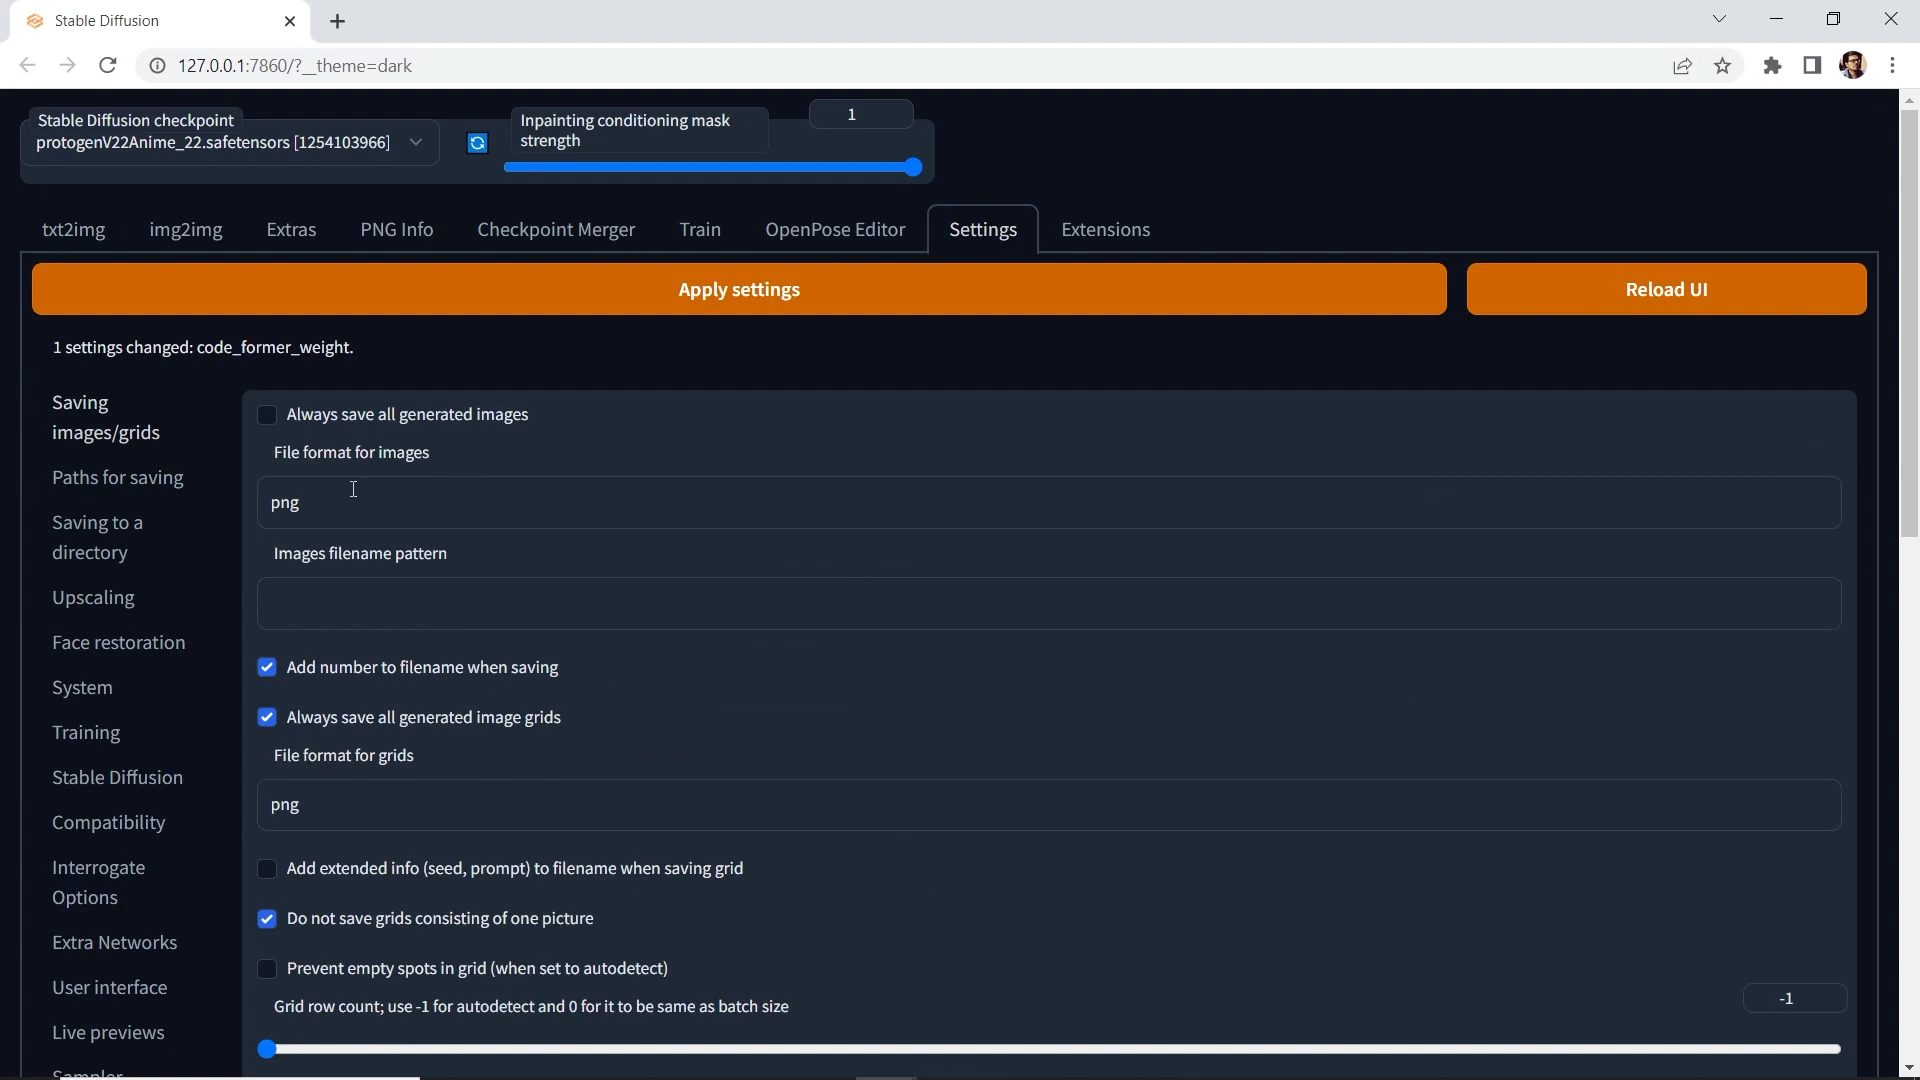 Stable Diffusion
127.0.0.1:7860/?__theme=dark
Stable Diffusion checkpoint
protogenV22Anime_22.safetensors [1254103966]
Inpainting conditioning mask
strength
1
txt2img
img2img
Extras
PNG Info
Checkpoint Merger
Train
OpenPose Editor
Settings
Extensions
Apply settings
Reload UI
1 settings changed: code_former_weight.
Saving
images/grids
Paths for saving
Saving to a
directory
Upscaling
Face restoration
System
Training
Stable Diffusion
Compatibility
Interrogate
Options
Extra Networks
User interface
Live previews
Sampler
Always save all generated images
File format for images
png
Images filename pattern
Add number to filename when saving
Always save all generated image grids
File format for grids
png
Add extended info (seed, prompt) to filename when saving grid
Do not save grids consisting of one picture
Prevent empty spots in grid (when set to autodetect)
Grid row count; use -1 for autodetect and 0 for it to be same as batch size
-1